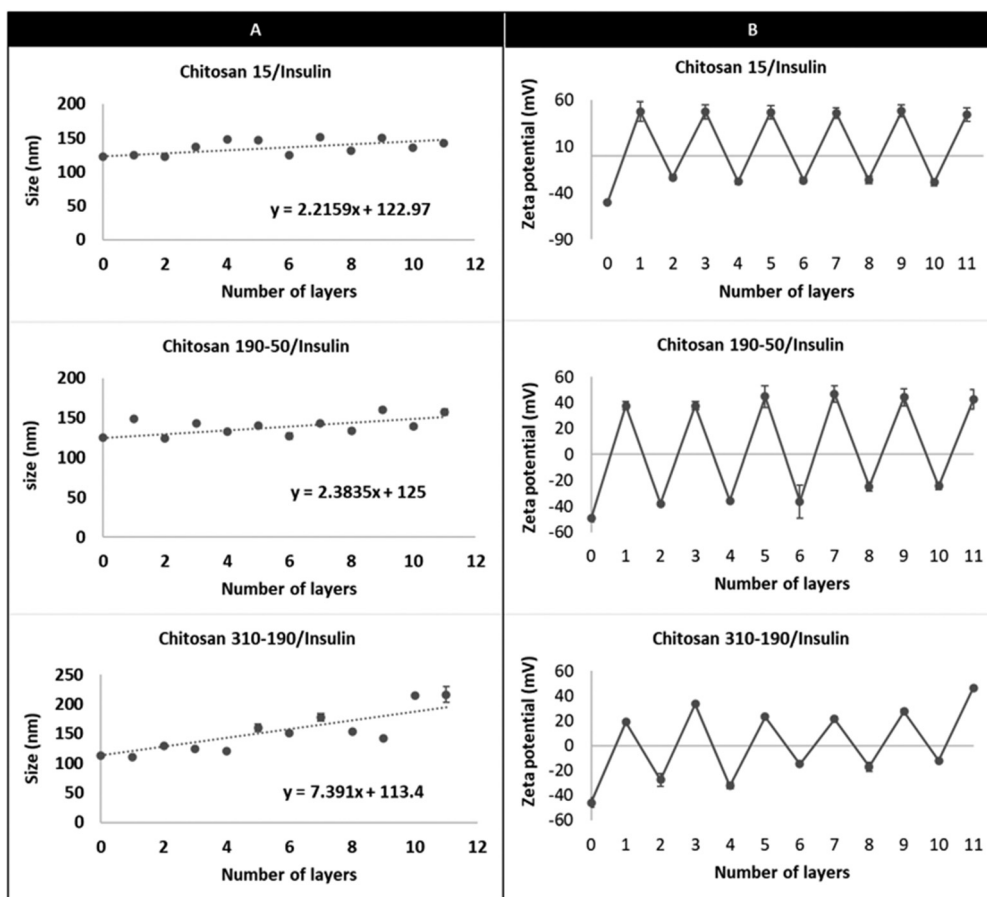 A
B
Chitosan 15/Insulin
Size (nm)
200
150
100
50
0
y = 2.2159x + 122.97
0 2 4 6 8 10 12
Number of layers
Chitosan 15/Insulin
Zeta potential (mV)
60
10
-40
-90
0 1 2 3 4 5 6 7 8 9 10 11
Number of layers
Chitosan 190-50/Insulin
size (nm)
200
150
100
50
0
y = 2.3835x + 125
0 2 4 6 8 10 12
Number of layers
Chitosan 190-50/Insulin
Zeta potential (mV)
60
40
20
0
-20
-40
-60
0 1 2 3 4 5 6 7 8 9 10 11
Number of layers
Chitosan 310-190/Insulin
Size (nm)
250
200
150
100
50
0
y = 7.391x + 113.4
0 2 4 6 8 10 12
Number of layers
Chitosan 310-190/Insulin
Zeta potential (mV)
60
40
20
0
-20
-40
-60
0 1 2 3 4 5 6 7 8 9 10 11
Number of layers